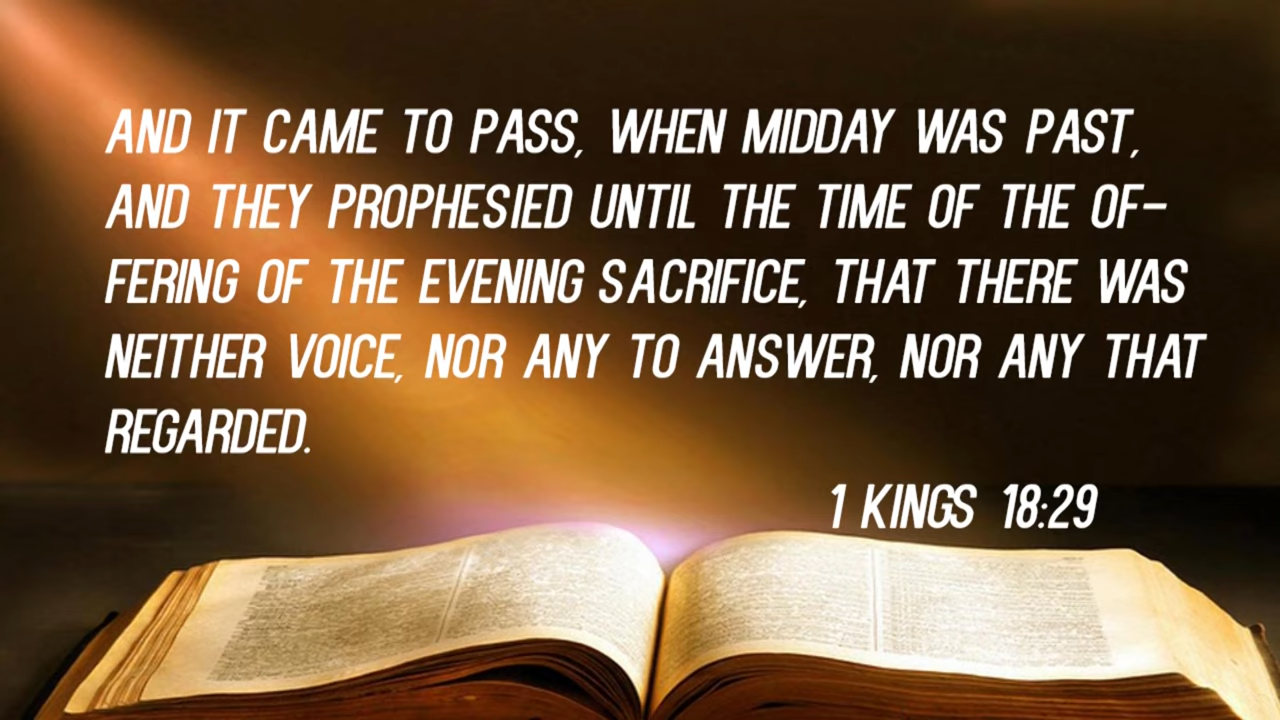 AND IT CAME TO PASS, WHEN MIDDAY WAS PAST,
AND THEY PROPHESIED UNTIL THE TIME OF THE OF-
FERING OF THE EVENING SACRIFICE, THAT THERE WAS
NEITHER VOICE, NOR ANY TO ANSWER, NOR ANY THAT
REGARDED.
1 KINGS 18:29